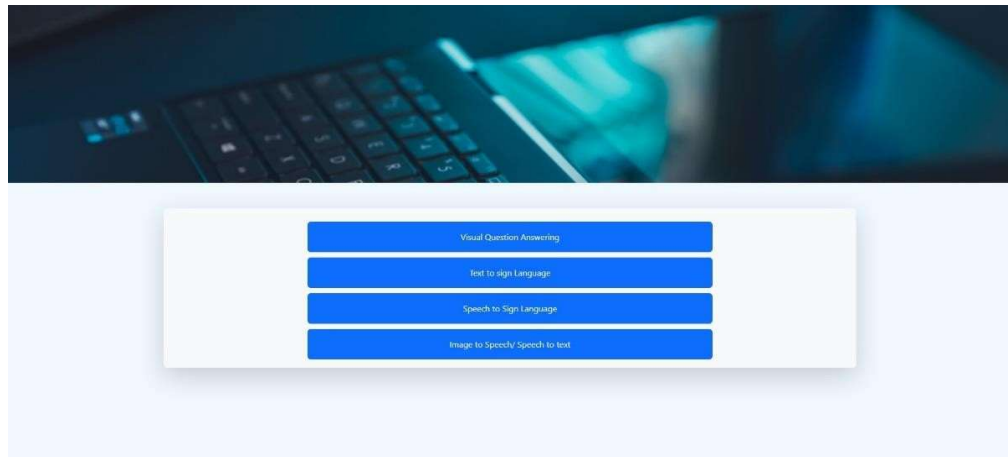 Visual Question Answering
Text to sign Language
Speech to Sign Language
Image to Speech/ Speech to text